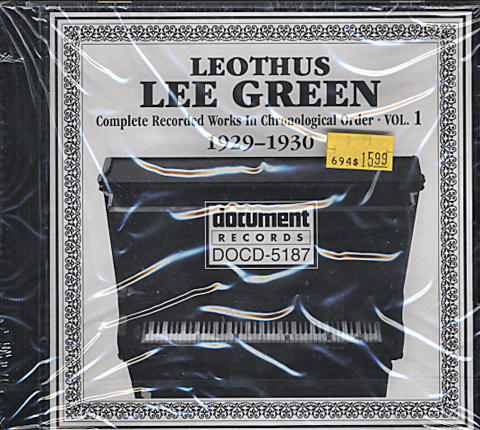 LEOTHUS
LEE GREEN
Complete Recorded Works In Chronological Order · VOL. 1
1929–1930
694$ 15.99
document
RECORDS
DOCD-5187